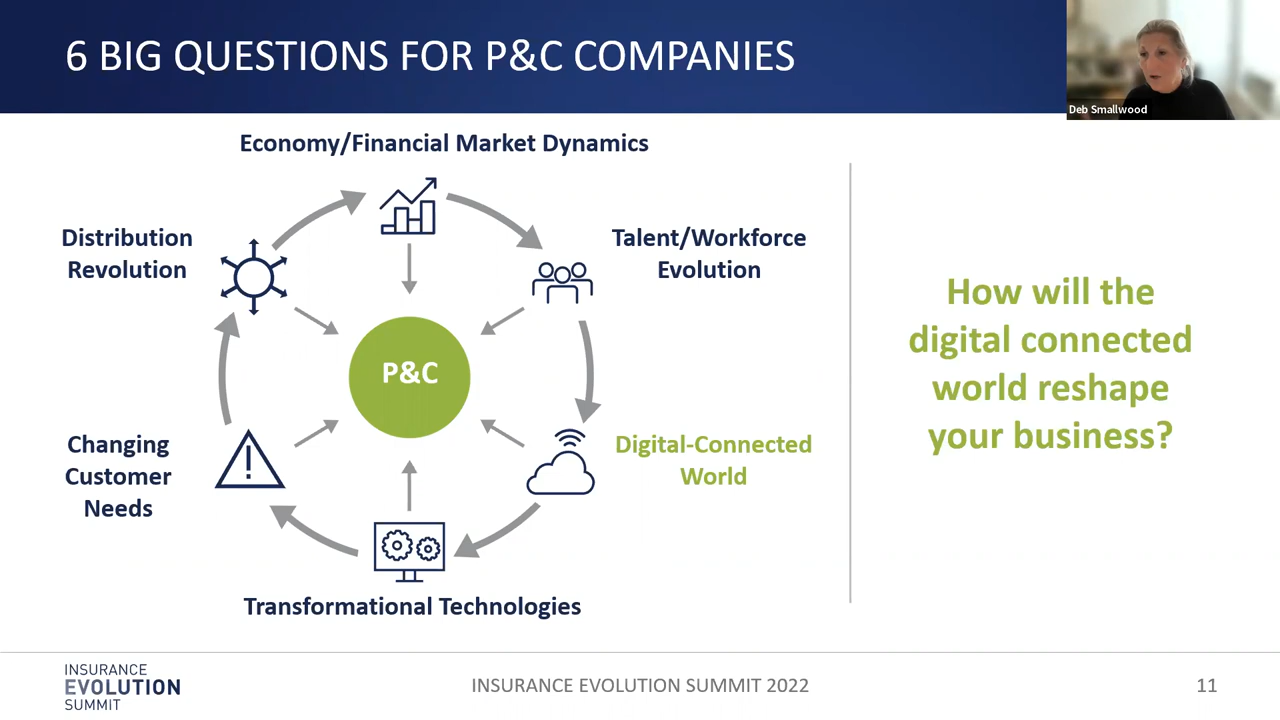 6 BIG QUESTIONS FOR P&C COMPANIES
Deb Smallwood
Economy/Financial Market Dynamics
Distribution
Revolution
Talent/Workforce
Evolution
P&C
Changing
Customer
Needs
Digital-Connected
World
Transformational Technologies
How will the
digital connected
world reshape
your business?
INSURANCE
EVOLUTION
SUMMIT
INSURANCE EVOLUTION SUMMIT 2022
11